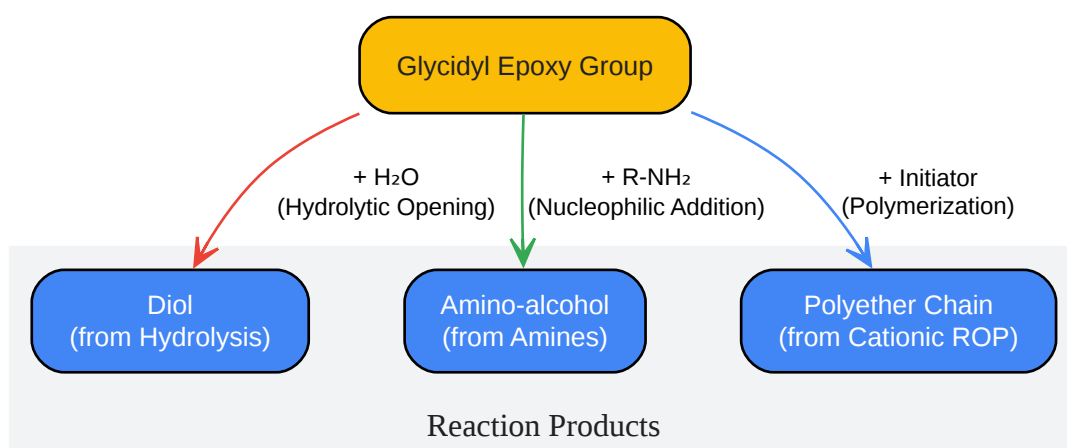 Glycidyl Epoxy Group
+ H₂O
(Hydrolytic Opening)
+ R-NH₂
(Nucleophilic Addition)
+ Initiator
(Polymerization)
Diol
(from Hydrolysis)
Amino-alcohol
(from Amines)
Polyether Chain
(from Cationic ROP)
Reaction Products